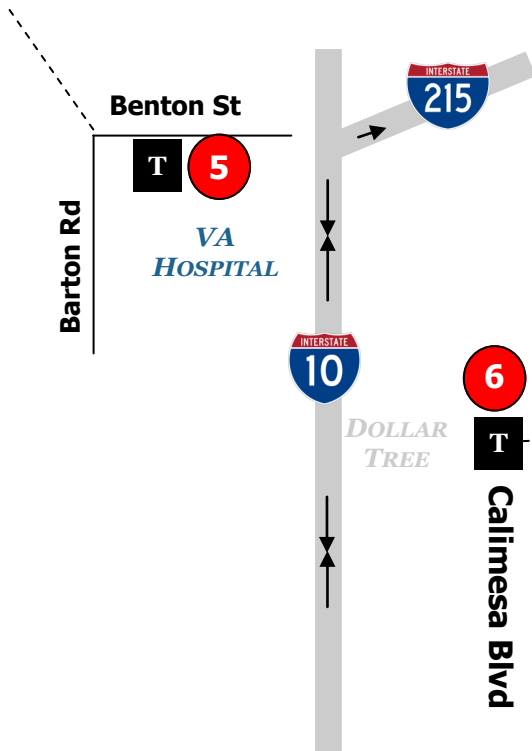 INTERSTATE
215
Benton St
T
5
Barton Rd
VA
HOSPITAL
INTERSTATE
10
6
DOLLAR
TREE
T
Calimesa Blvd